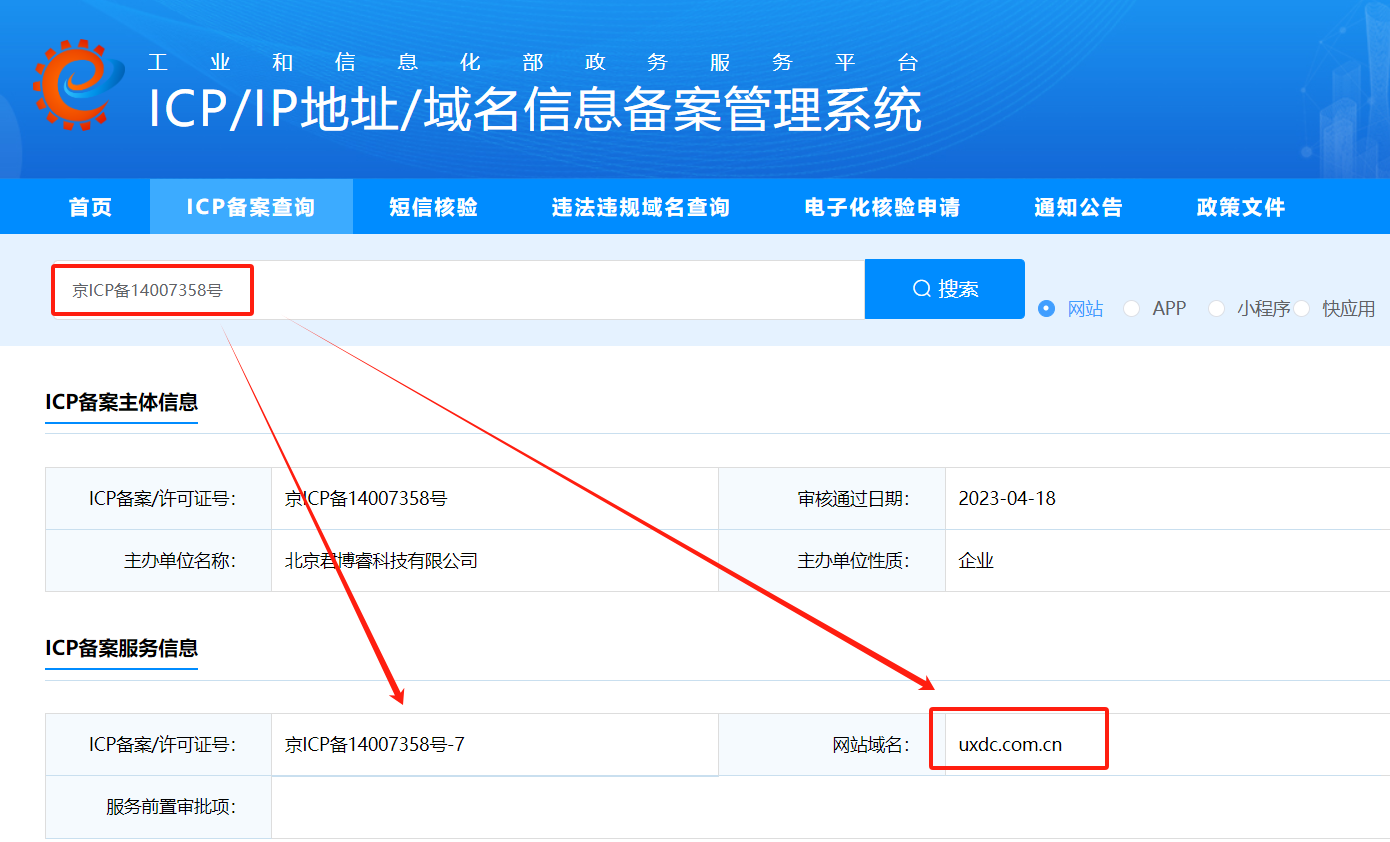 工业和信息化部政务服务平台
ICP/IP地址/域名信息备案管理系统
首页 ICP备案查询 短信核验 违法违规域名查询 电子化核验申请 通知公告 政策文件
京ICP备14007358号 搜索 网站 APP 小程序 快应用
ICP备案主体信息
ICP备案/许可证号: 京ICP备14007358号 审核通过日期: 2023-04-18
主办单位名称: 北京君博睿科技有限公司 主办单位性质: 企业
ICP备案服务信息
ICP备案/许可证号: 京ICP备14007358号-7 网站域名: uxdc.com.cn
服务前置审批项: